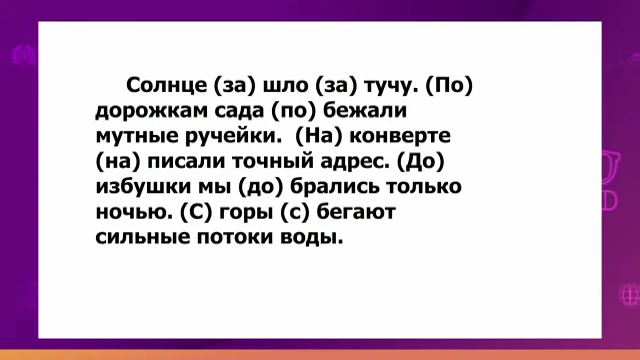 Солнце (за) шло (за) тучу. (По)
дорожкам сада (по) бежали
мутные ручейки. (На) конверте
(на) писали точный адрес. (До)
избушки мы (до) брались только
ночью. (С) горы (с) бегают
сильные потоки воды.